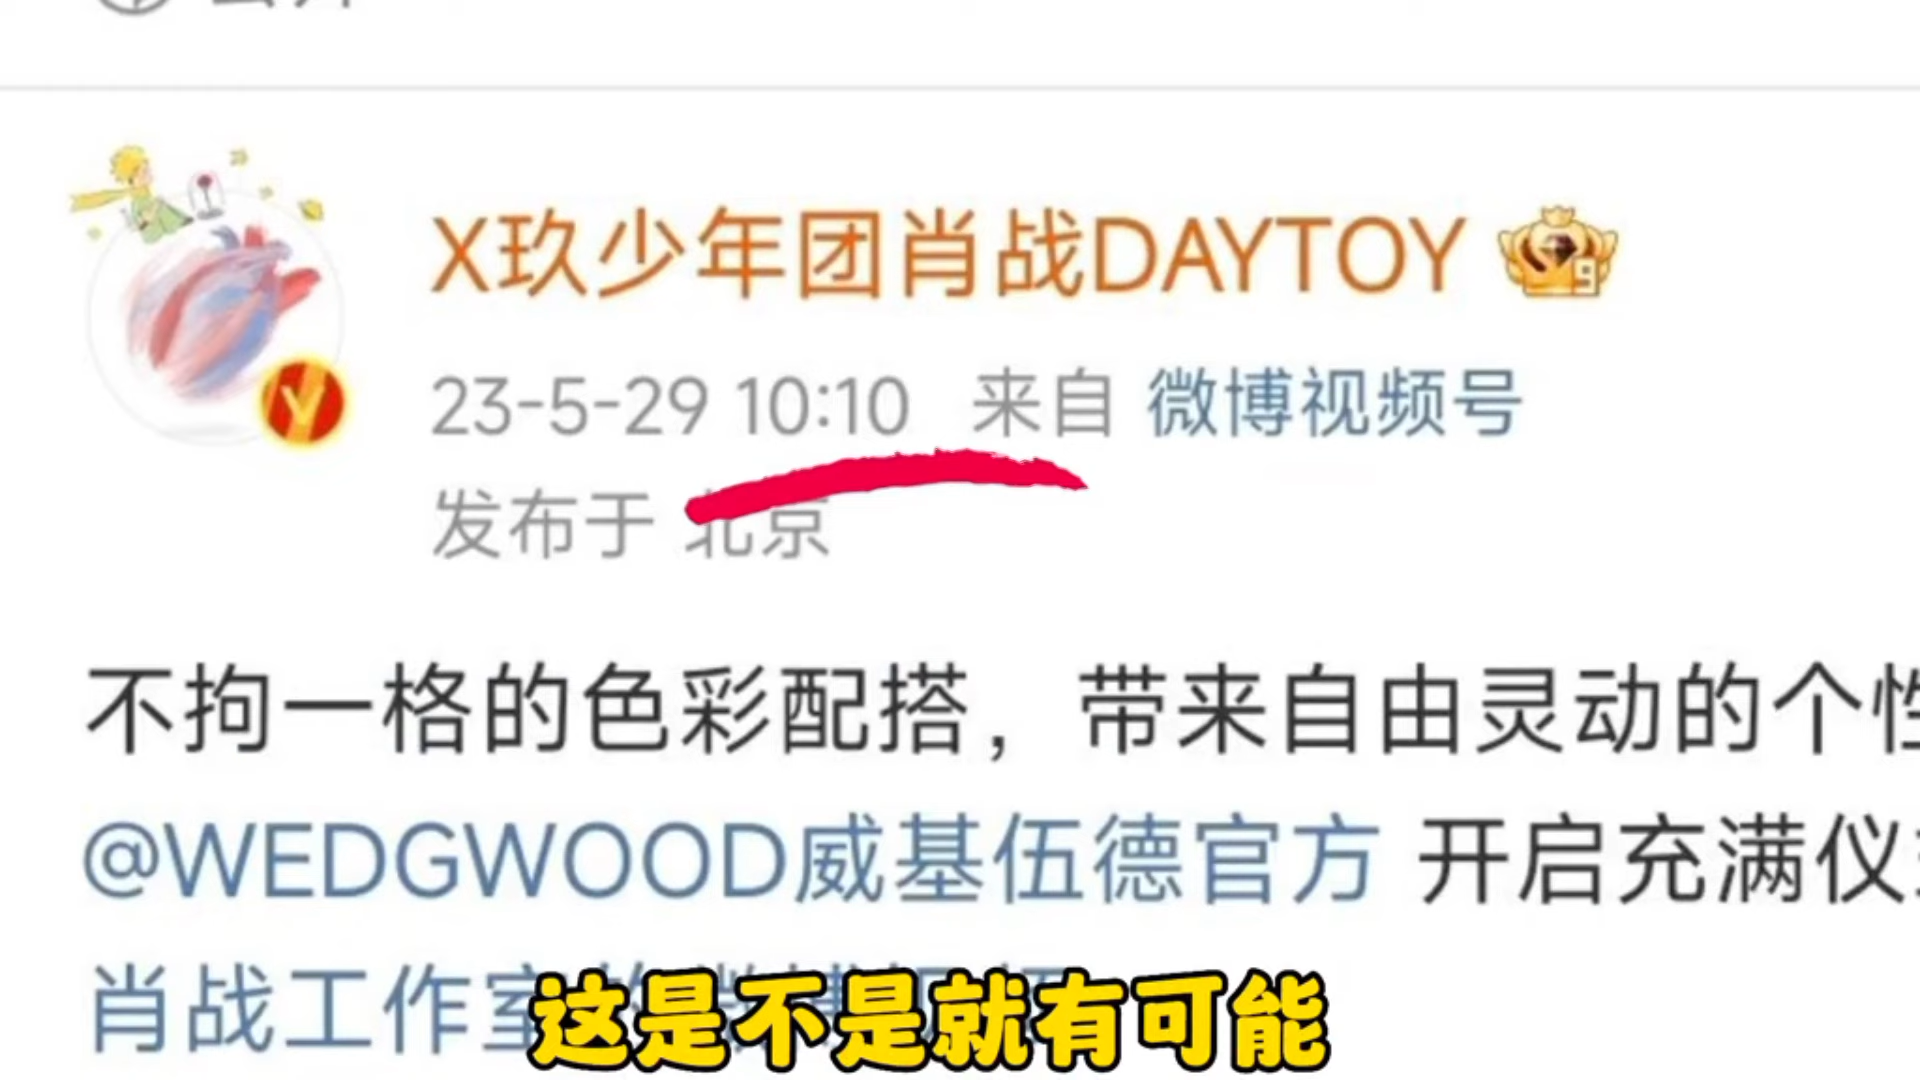 X玖少年团肖战DAYTOY
23-5-29 10:10 来自 微博视频号
发布于 北京
不拘一格的色彩配搭，带来自由灵动的个性
@WEDGWOOD威基伍德官方 开启充满仪
肖战工作室
这是不是就有可能